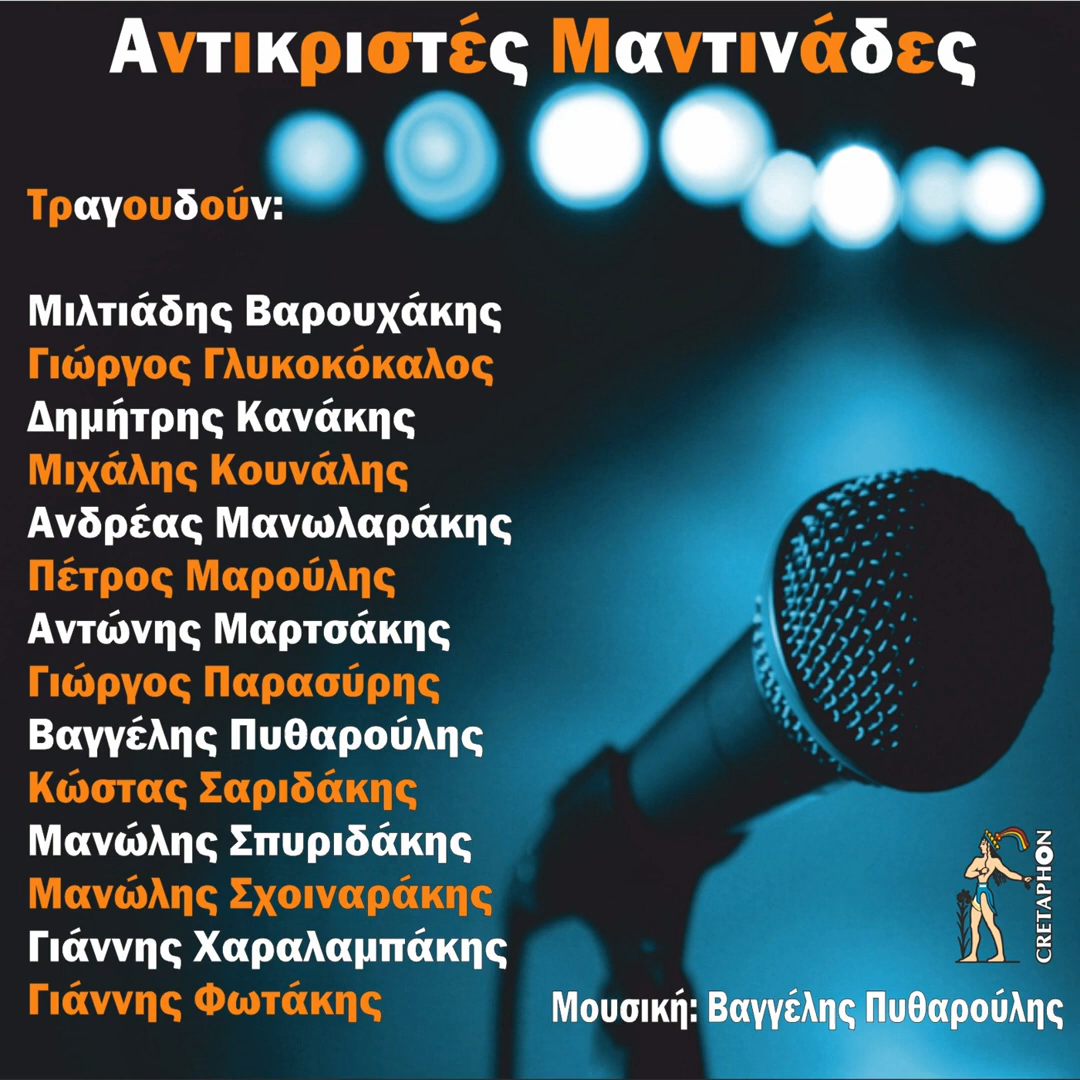 Αντικριστές Μαντινάδες
Τραγουδούν:
Μιλτιάδης Βαρουχάκης
Γιώργος Γλυκοκόκαλος
Δημήτρης Κανάκης
Μιχάλης Κουνάλης
Ανδρέας Μανωλαράκης
Πέτρος Μαρούλης
Αντώνης Μαρτσάκης
Γιώργος Παρασύρης
Βαγγέλης Πυθαρούλης
Κώστας Σαριδάκης
Μανώλης Σπυριδάκης
Μανώλης Σχοιναράκης
Γιάννης Χαραλαμπάκης
Γιάννης Φωτάκης
CRETAPHON
Μουσική: Βαγγέλης Πυθαρούλης